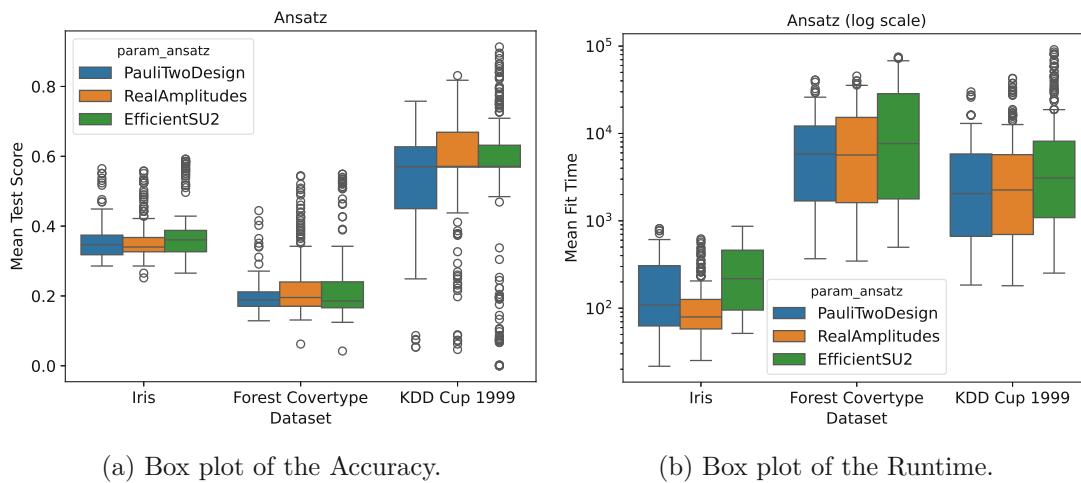 Ansatz
Mean Test Score
0.8
0.6
0.4
0.2
0.0
param_ansatz
PauliTwoDesign
RealAmplitudes
EfficientSU2
Iris
Forest Covertype
KDD Cup 1999
Dataset
(a) Box plot of the Accuracy.
Ansatz (log scale)
Mean Fit Time
10^5
10^4
10^3
10^2
param_ansatz
PauliTwoDesign
RealAmplitudes
EfficientSU2
Iris
Forest Covertype
KDD Cup 1999
Dataset
(b) Box plot of the Runtime.